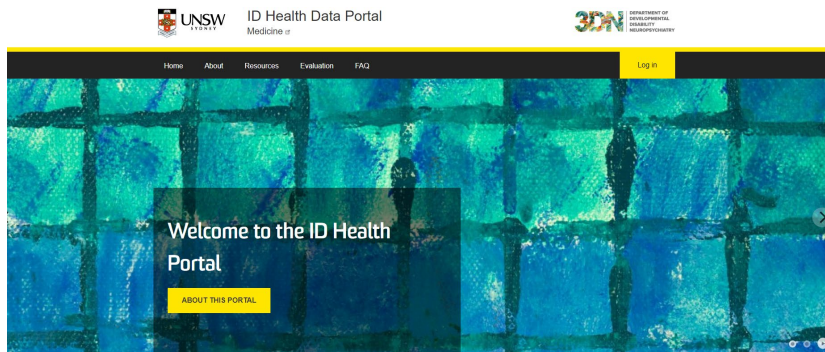 UNSW
SYDNEY
ID Health Data Portal
Medicine
3DN
DEPARTMENT OF
DEVELOPMENTAL
DISABILITY
NEUROPSYCHIATRY
Home About Resources Evaluation FAQ
Log in
Welcome to the ID Health
Portal
ABOUT THIS PORTAL